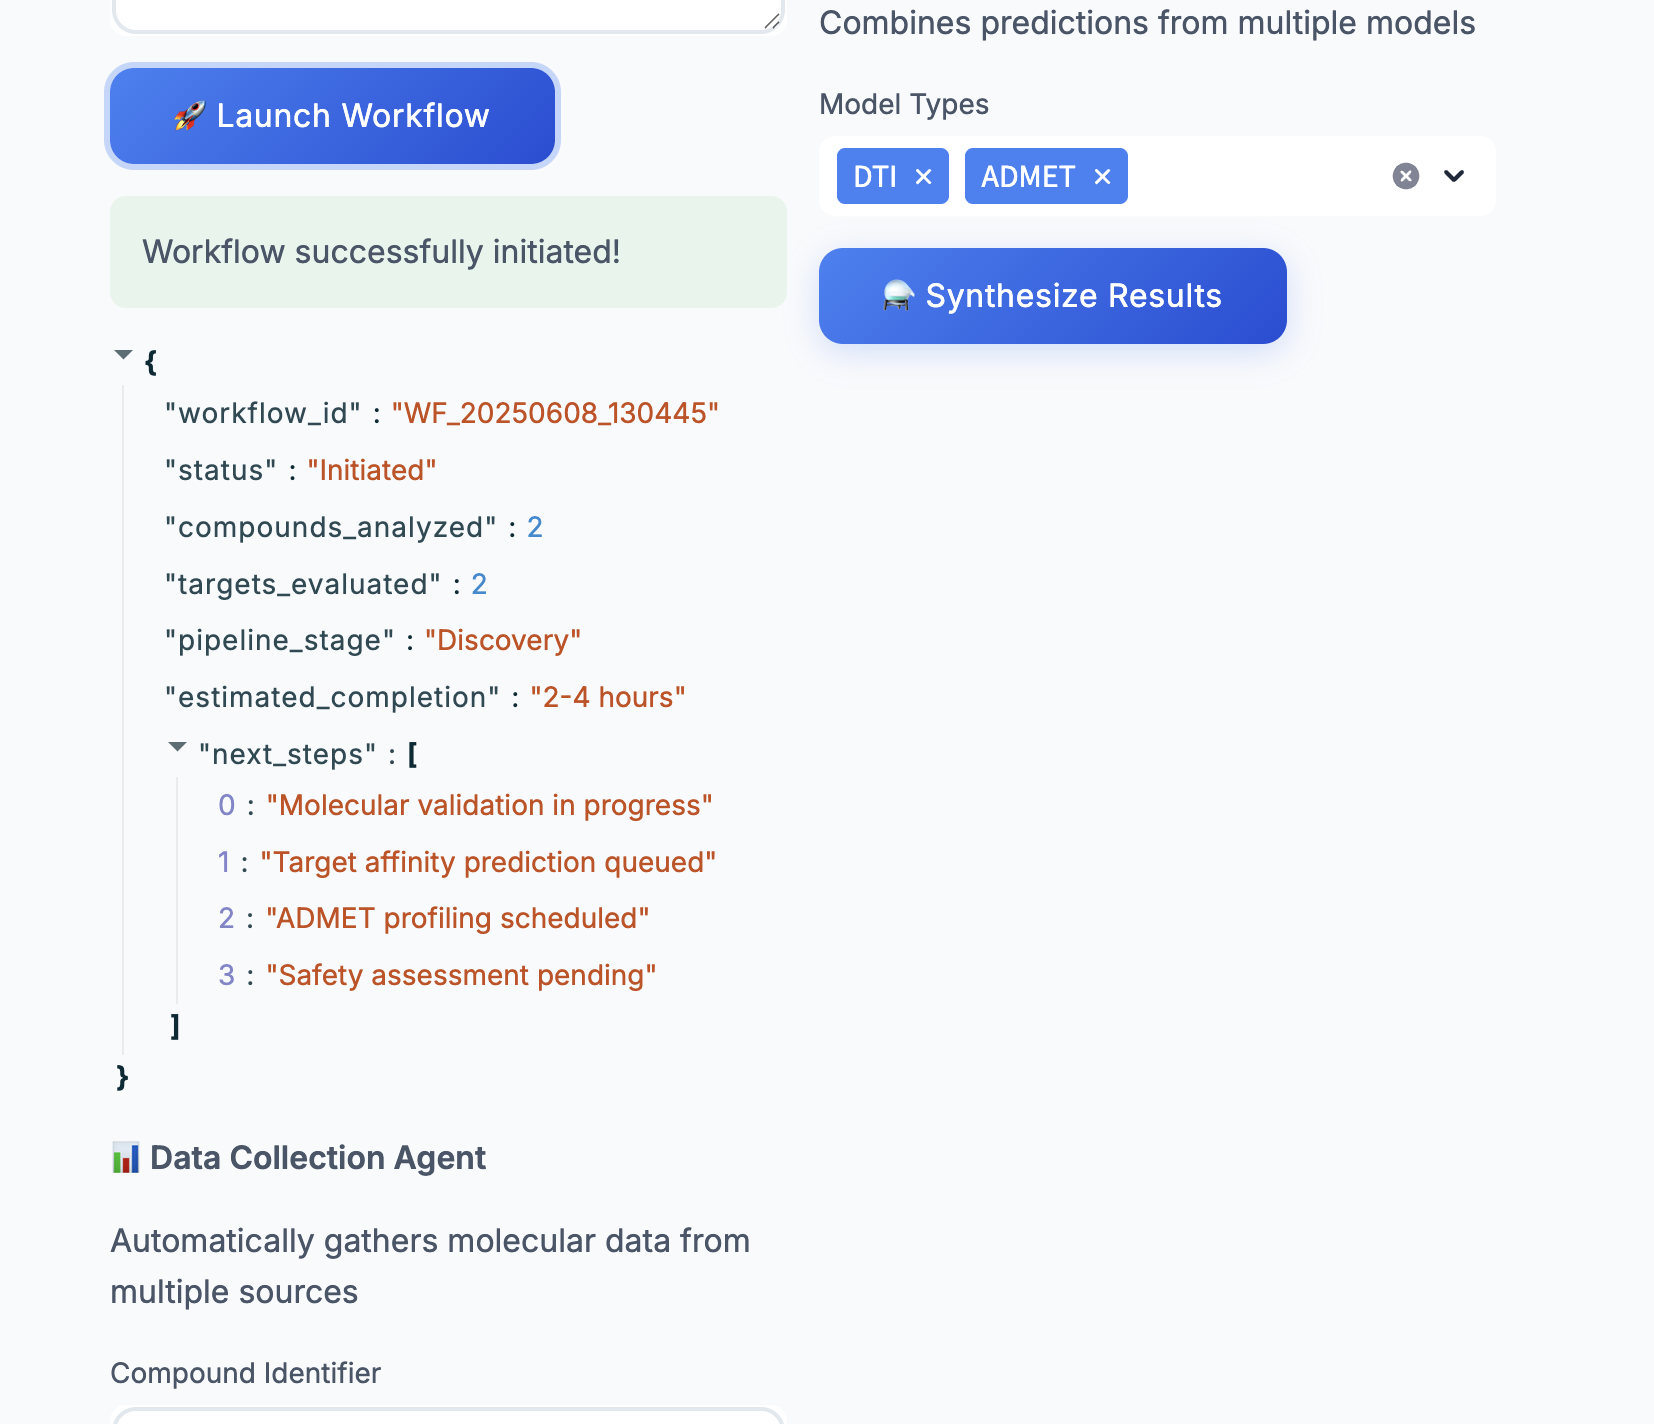 🚀 Launch Workflow
Workflow successfully initiated!
{
"workflow_id" : "WF_20250608_130445"
"status" : "Initiated"
"compounds_analyzed" : 2
"targets_evaluated" : 2
"pipeline_stage" : "Discovery"
"estimated_completion" : "2-4 hours"
"next_steps" : [
0 : "Molecular validation in progress"
1 : "Target affinity prediction queued"
2 : "ADMET profiling scheduled"
3 : "Safety assessment pending"
]
}
📊 Data Collection Agent
Automatically gathers molecular data from
multiple sources
Compound Identifier
Combines predictions from multiple models
Model Types
DTI ×
ADMET ×
Synthesize Results